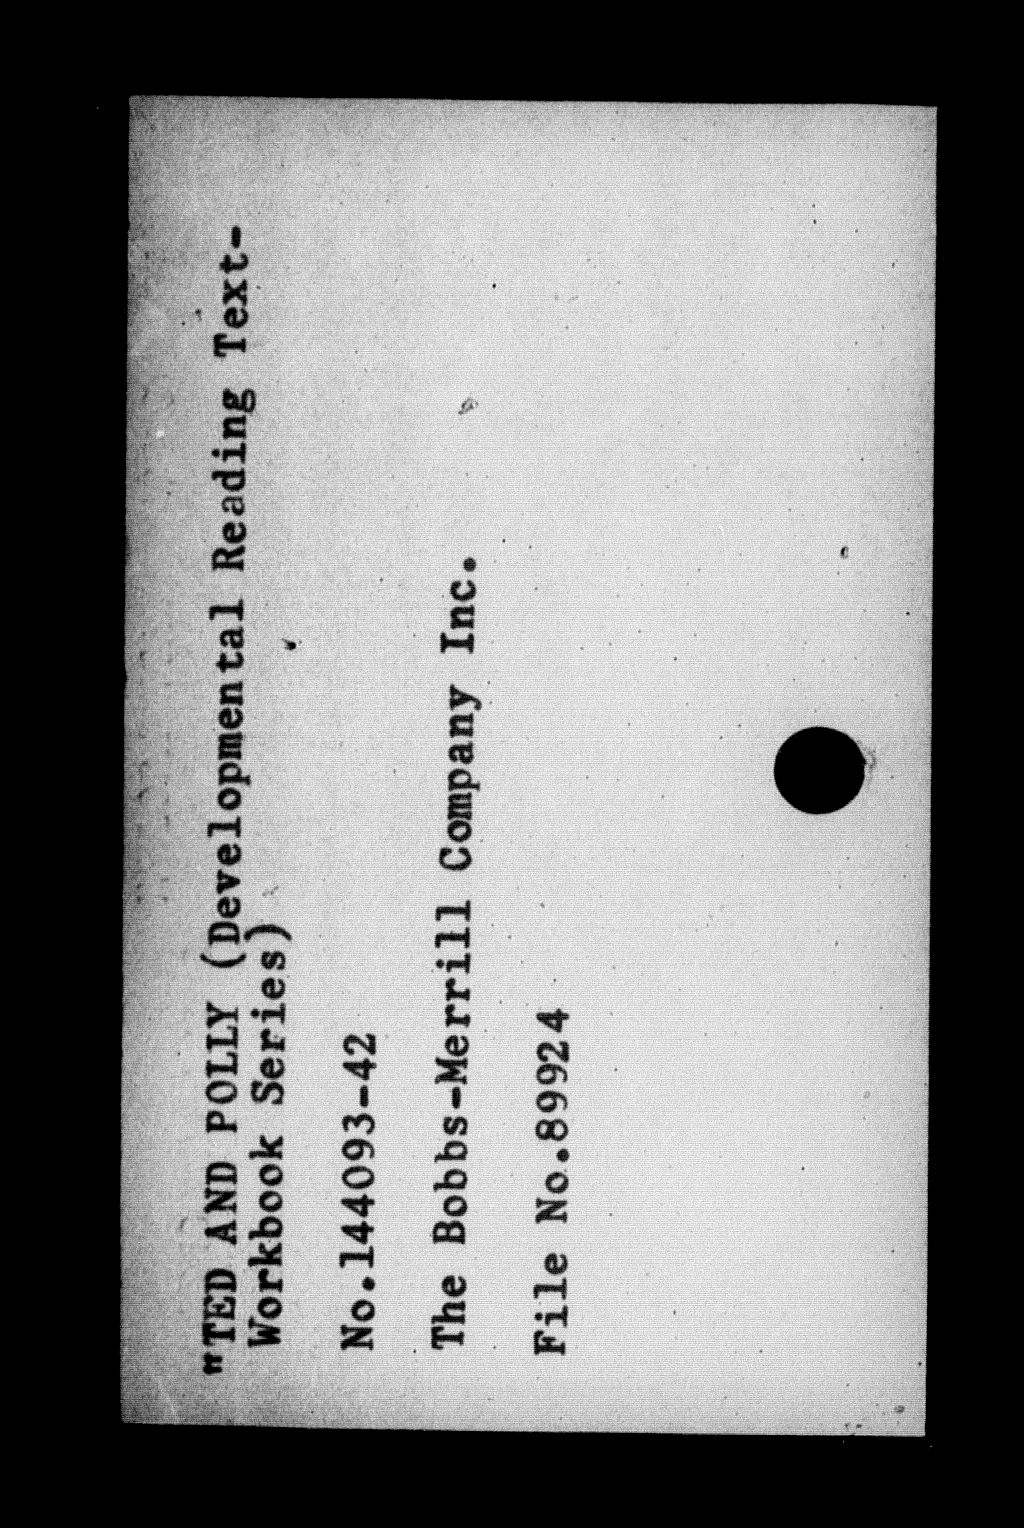 "TED AND POLLY (Developmental Reading Text-
Workbook Series)
No.144093-42
The Bobbs-Merrill Company Inc.
File No.89924